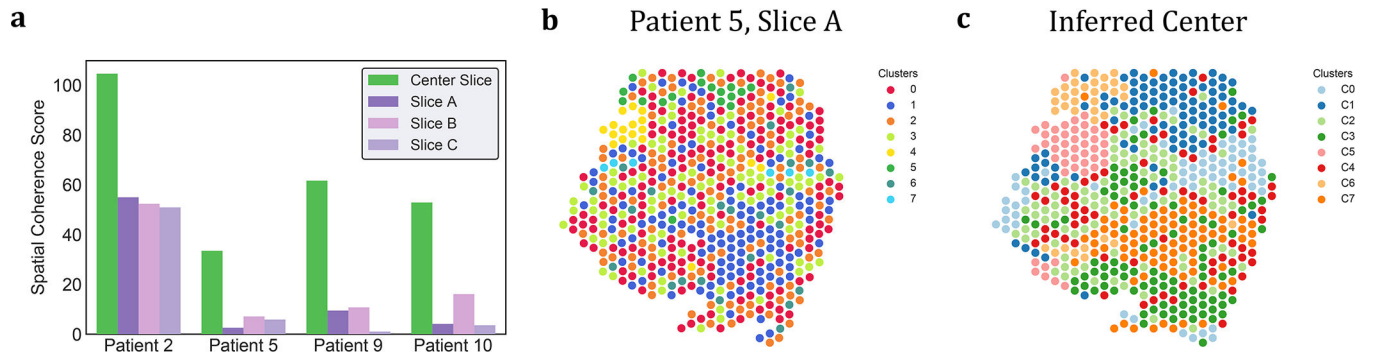 a
Spatial Coherence Score
100
80
60
40
20
0
Center Slice
Slice A
Slice B
Slice C
Patient 2
Patient 5
Patient 9
Patient 10
b
Patient 5, Slice A
Clusters
0
1
2
3
4
5
6
7
c
Inferred Center
Clusters
C0
C1
C2
C3
C5
C4
C6
C7